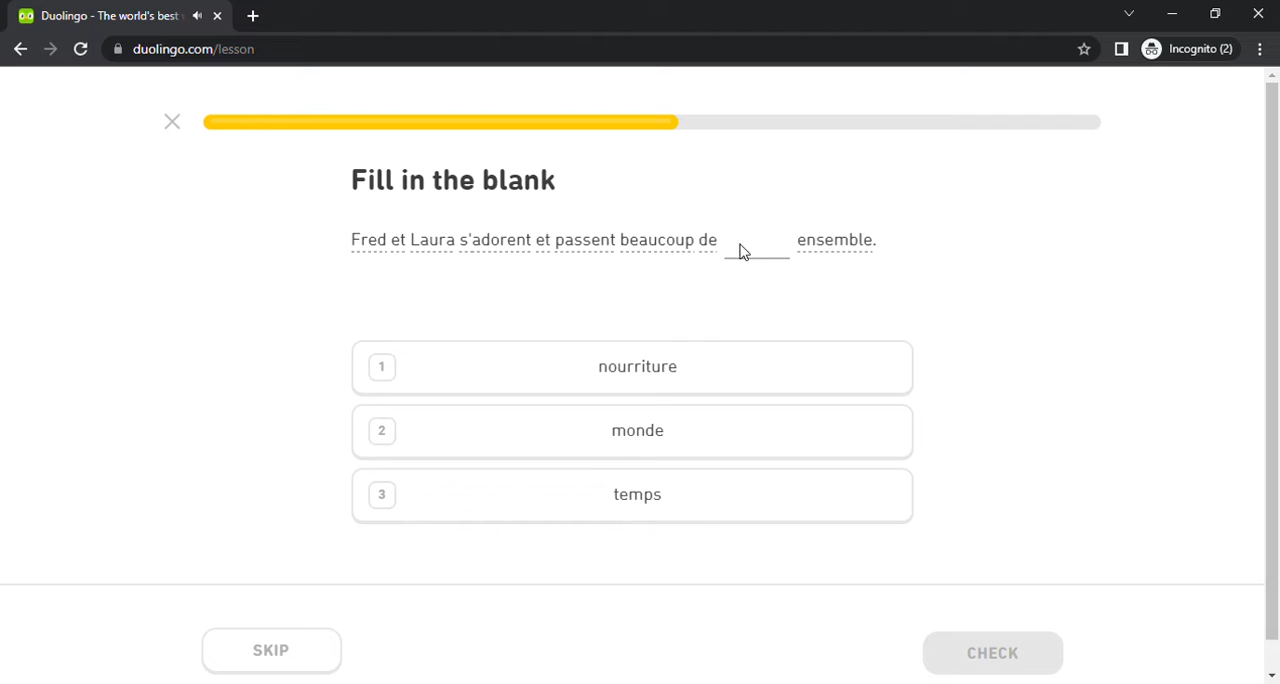 Duolingo - The world's best
duolingo.com/lesson
Incognito (2)
Fill in the blank
Fred et Laura s'adorent et passent beaucoup de ensemble.
1 nourriture
2 monde
3 temps
SKIP
CHECK